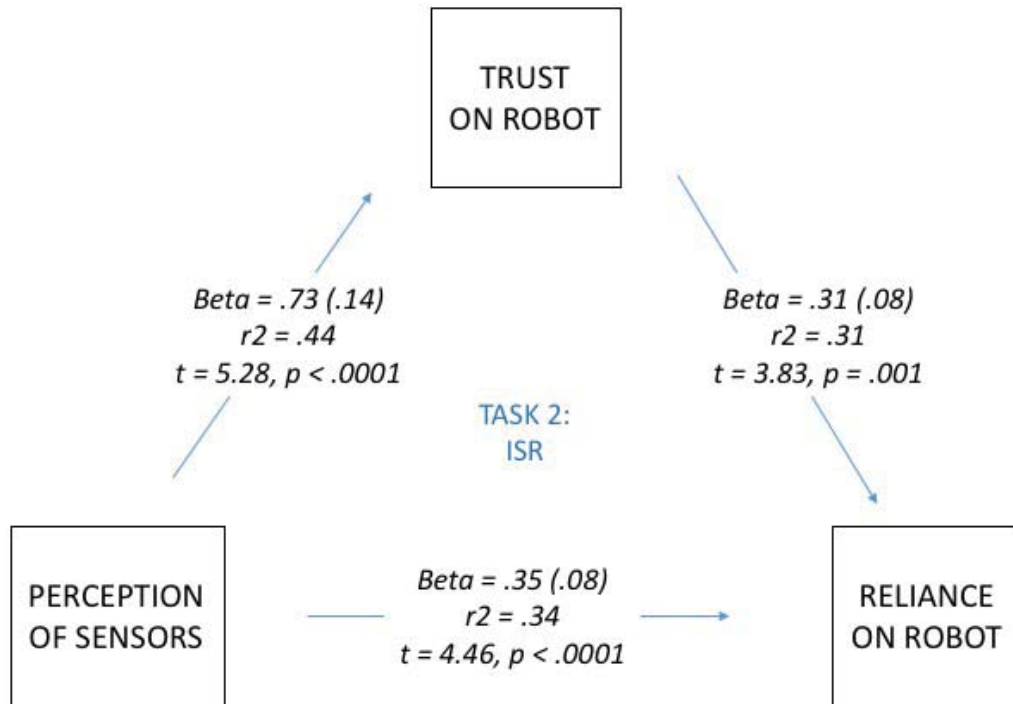 TRUST
ON ROBOT
Beta = .73 (.14)
r2 = .44
t = 5.28, p < .0001
Beta = .31 (.08)
r2 = .31
t = 3.83, p = .001
TASK 2:
ISR
PERCEPTION
OF SENSORS
Beta = .35 (.08)
r2 = .34
t = 4.46, p < .0001
RELIANCE
ON ROBOT